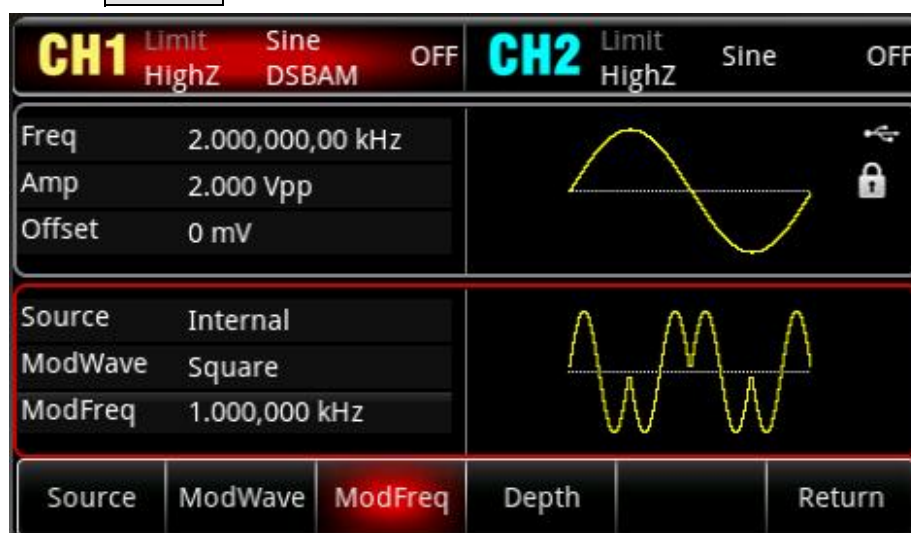 CH1 Limit Sine OFF CH2 Limit Sine OFF
HighZ DSBAM HighZ
Freq 2.000,000,00 kHz
Amp 2.000 Vpp
Offset 0 mV
Source Internal
ModWave Square
ModFreq 1.000,000 kHz
Source ModWave ModFreq Depth Return